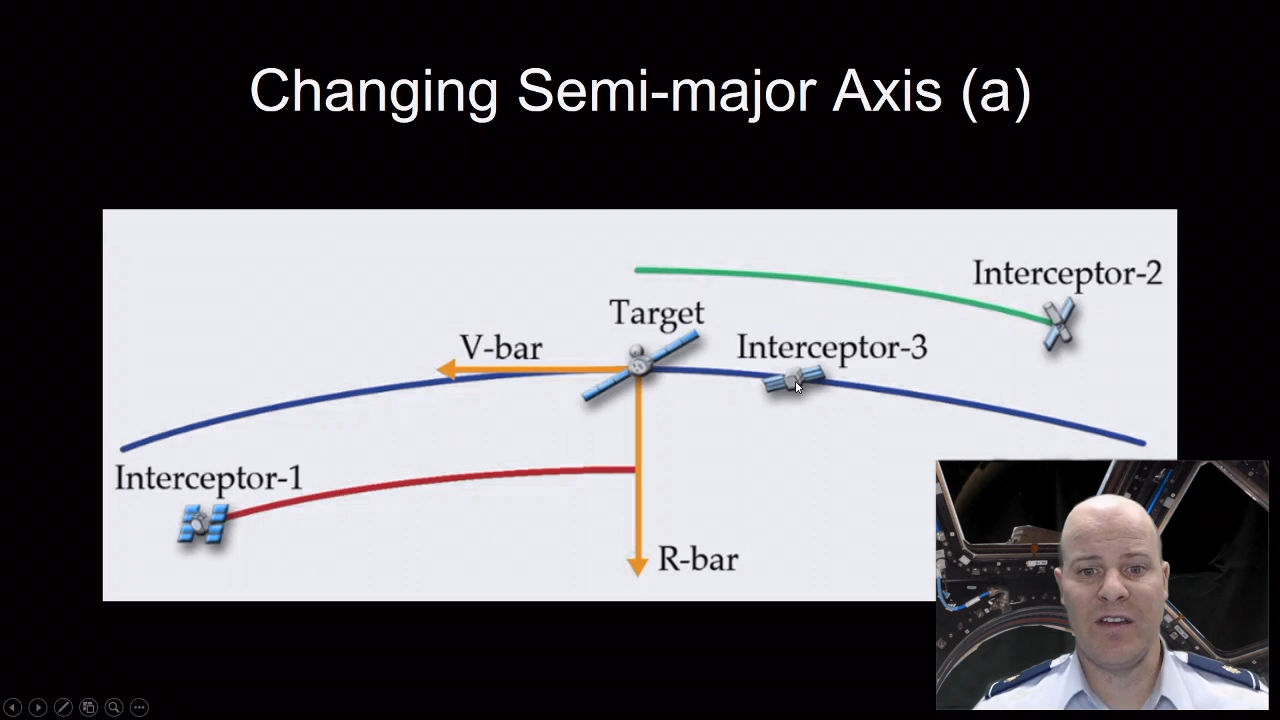 Changing Semi-major Axis (a)
Interceptor-2
Target
V-bar
Interceptor-3
Interceptor-1
R-bar